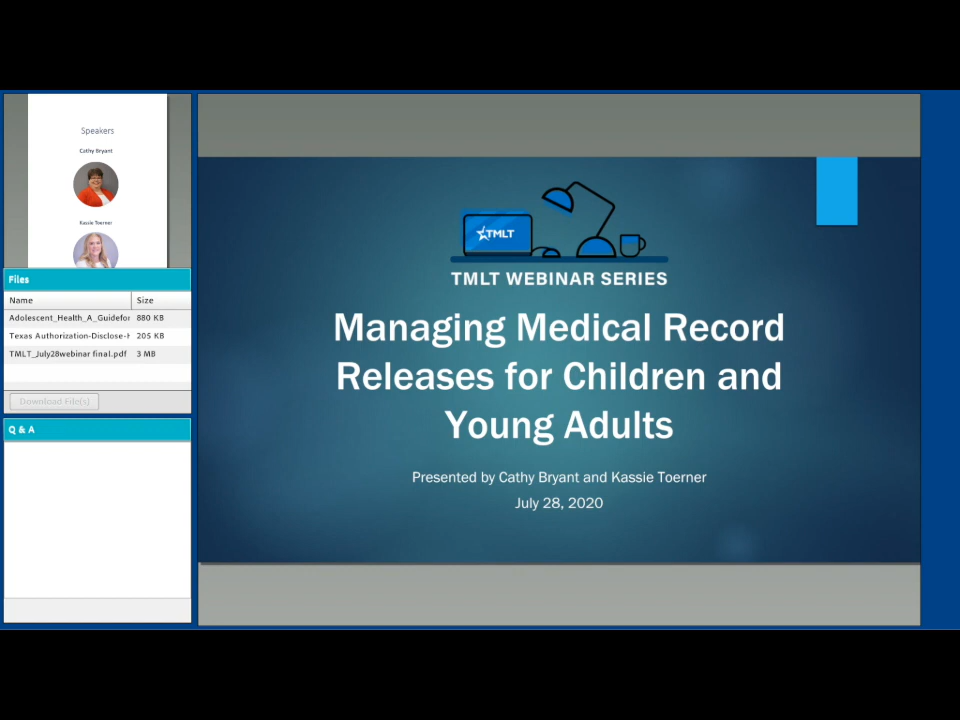 Speakers
Cathy Bryant
Kassie Toerner
Files
Name Size
Adolescent_Health_A_Guidefor 880 KB
Texas Authorization-Disclose-H 205 KB
TMLT_July28webinar final.pdf 3 MB
Download File(s)
Q & A
TMLT
TMLT WEBINAR SERIES
Managing Medical Record
Releases for Children and
Young Adults
Presented by Cathy Bryant and Kassie Toerner
July 28, 2020